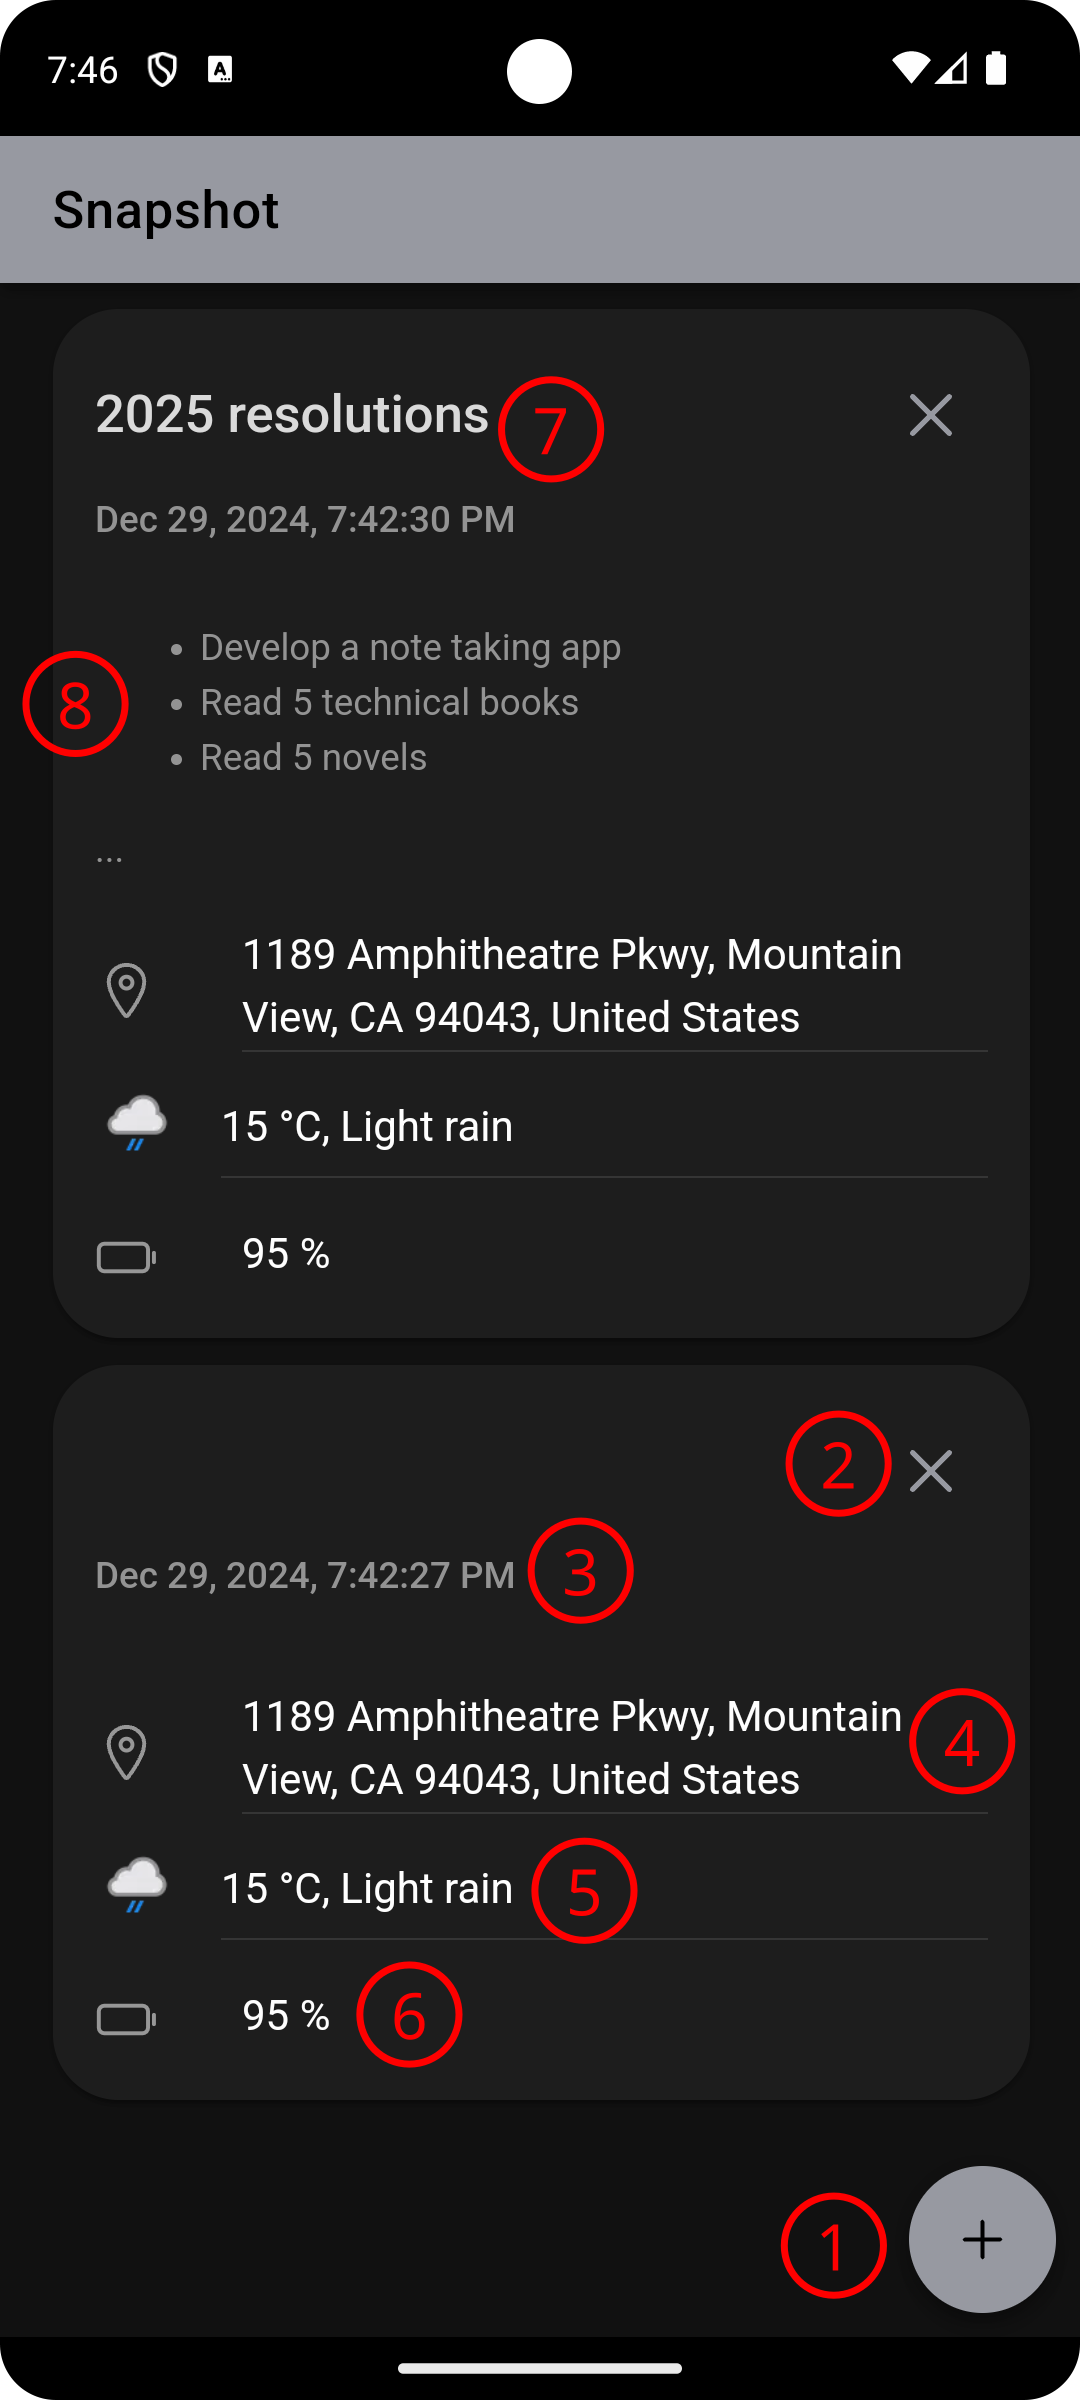 7:46
A
Snapshot
2025 resolutions
7
Dec 29, 2024, 7:42:30 PM
8
• Develop a note taking app
• Read 5 technical books
• Read 5 novels
...
1189 Amphitheatre Pkwy, Mountain
View, CA 94043, United States
15 °C, Light rain
95 %
2
Dec 29, 2024, 7:42:27 PM
3
1189 Amphitheatre Pkwy, Mountain
4
View, CA 94043, United States
15 °C, Light rain
5
95 %
6
1
+